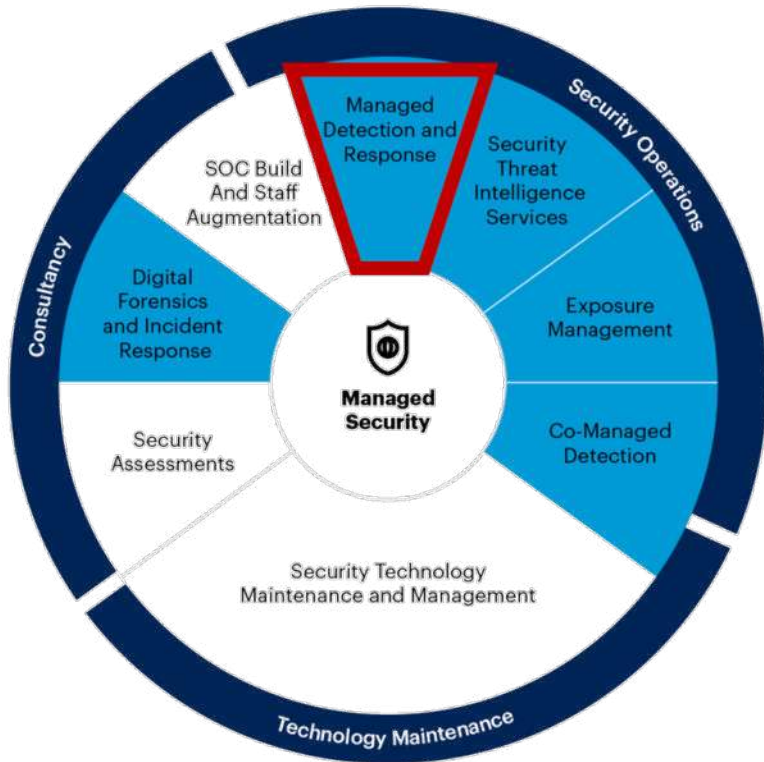 Managed
Detection and
Response
Security
Threat
Intelligence
Services
Exposure
Management
Co-Managed
Detection
Security Technology
Maintenance and Management
Security
Assessments
Digital
Forensics
and Incident
Response
SOC Build
And Staff
Augmentation
Managed
Security
Security Operations
Technology Maintenance
Consultancy